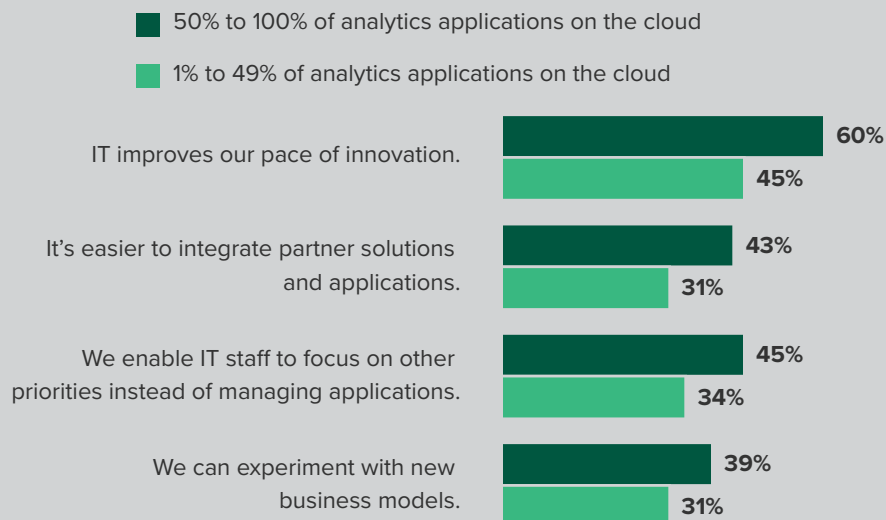 50% to 100% of analytics applications on the cloud
1% to 49% of analytics applications on the cloud
IT improves our pace of innovation.
60%
45%
It’s easier to integrate partner solutions
and applications.
43%
31%
We enable IT staff to focus on other
priorities instead of managing applications.
45%
34%
We can experiment with new
business models.
39%
31%